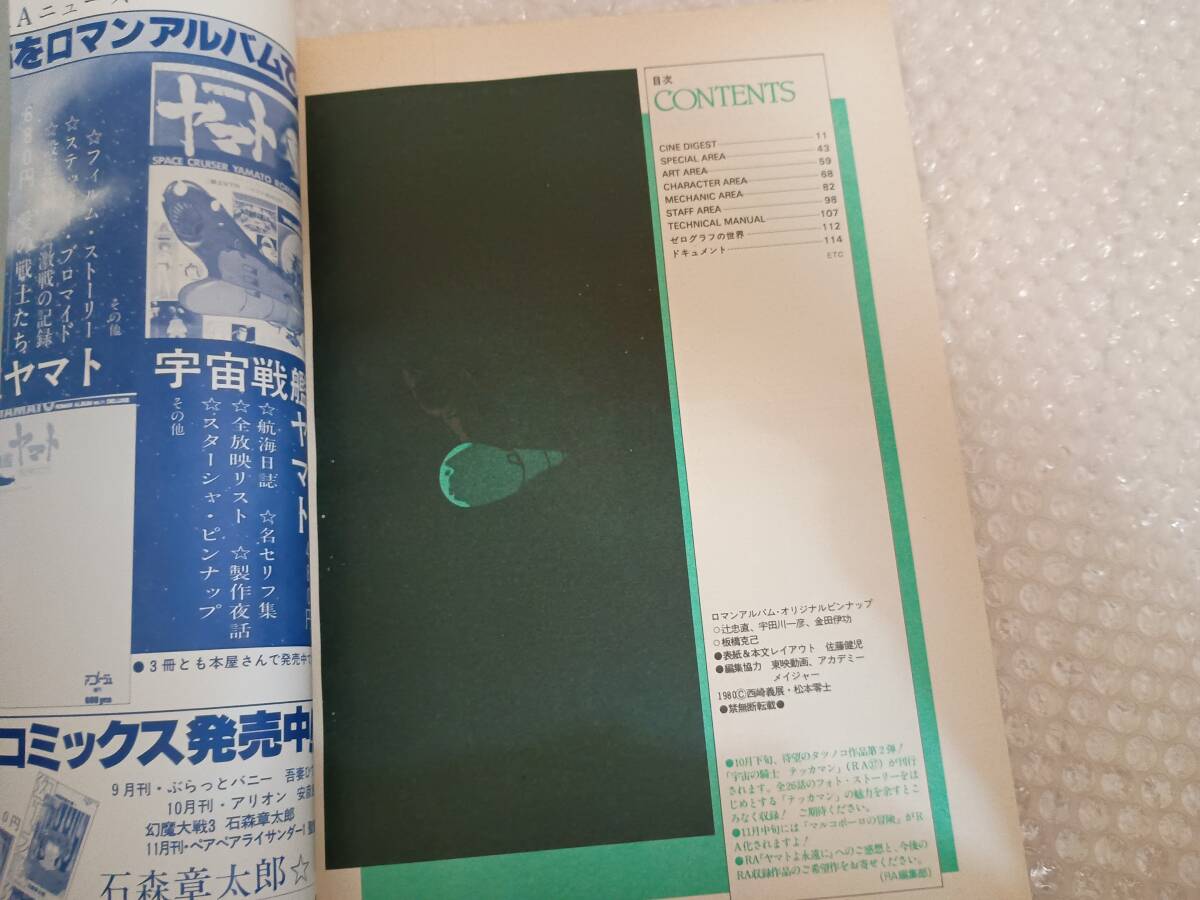 Aニュース
をロマンアルバムで
ヤマト
SPACE CRUISER YAMATO
☆フィルム・ストーリー
その他
宇宙戦艦ヤマト
☆航海日誌 ☆名セリフ集
☆全放映リスト ☆製作夜話
☆スターシャ・ピンナップ
その他
激戦の記録
戦士たち
ヤマト
●3冊とも本屋さんで発売中で
コミックス発売中
9月刊・ぶらっとバニー 吾妻ひ
10月刊・アリオン 安彦
幻魔大戦3 石森章太郎
11月刊・ペアペアライサンダー1
石森章太郎☆
目次
CONTENTS
CINE DIGEST 11
SPECIAL AREA 43
ART AREA 59
CHARACTER AREA 68
MECHANIC AREA 82
STAFF AREA 98
TECHNICAL MANUAL 107
ゼログラフの世界 112
ドキュメント 114
ETC
ロマンアルバム・オリジナルピンナップ
○辻忠直、宇田川一彦、金田伊功
○板橋克己
●表紙&本文レイアウト 佐藤健児
●編集協力 東映動画、アカデミー
メイジャー
1980©西崎義展・松本零士
●禁無断転載●
●10月下旬、待望のタツノコ作品第2弾!
「宇宙の騎士 テッカマン」(RA㊲)が刊行
されます。全26話のフォト・ストーリーをは
じめとする「テッカマン」の魅力を余すとこ
ろなく収録! ご期待ください。
●11月中旬には「マルコポーロの冒険」がR
A化されますよ!
●RA「ヤマトよ永遠に」へのご感想と、今後の
RA収録作品のご希望作をお寄せください。
(RA編集部)